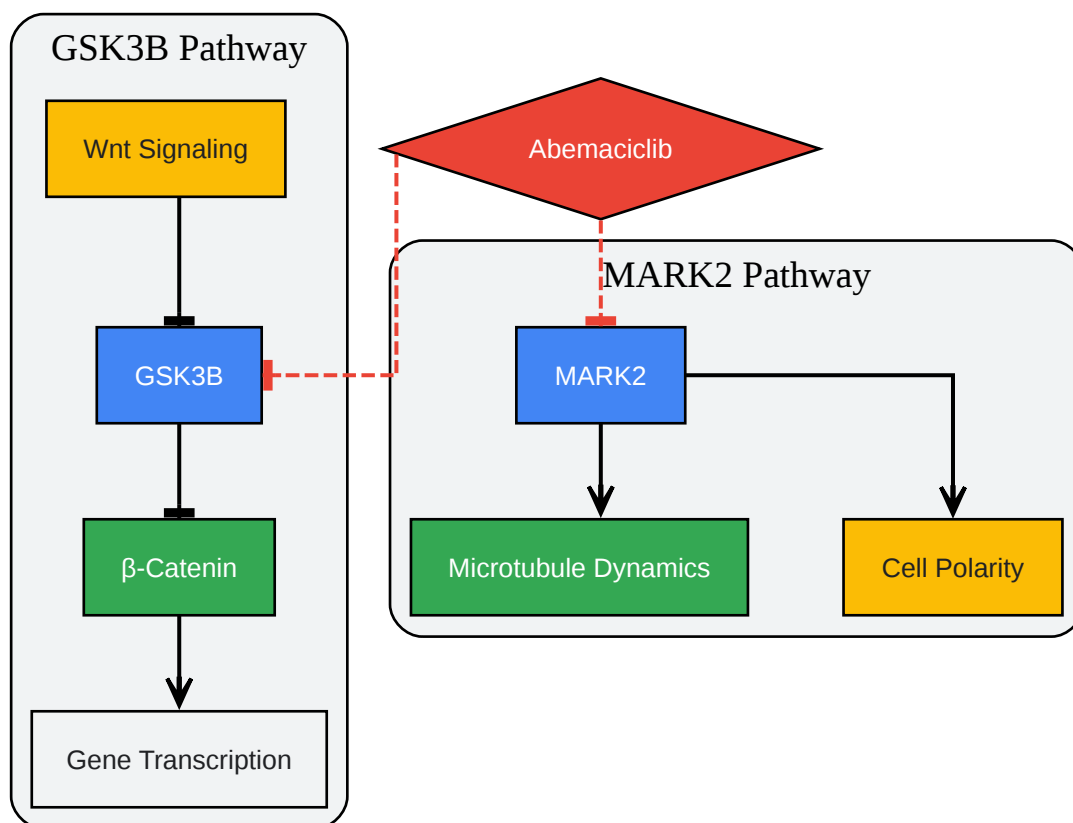 GSK3B Pathway
Wnt Signaling
Abemaciclib
MARK2 Pathway
GSK3B
MARK2
β-Catenin
Microtubule Dynamics
Cell Polarity
Gene Transcription